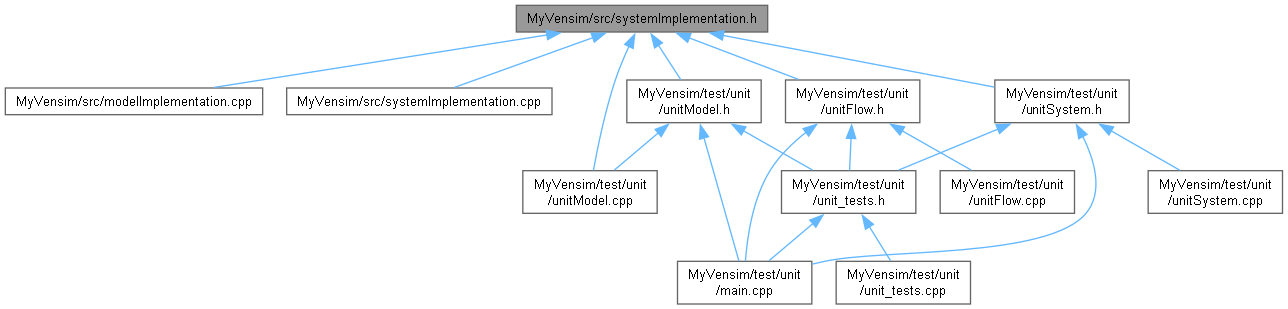 MyVensim/src/systemImplementation.h
MyVensim/src/modelImplementation.cpp
MyVensim/src/systemImplementation.cpp
MyVensim/test/unit
/unitModel.h
MyVensim/test/unit
/unitFlow.h
MyVensim/test/unit
/unitSystem.h
MyVensim/test/unit
/unitModel.cpp
MyVensim/test/unit
/unit_tests.h
MyVensim/test/unit
/unitFlow.cpp
MyVensim/test/unit
/unitSystem.cpp
MyVensim/test/unit
/main.cpp
MyVensim/test/unit
/unit_tests.cpp